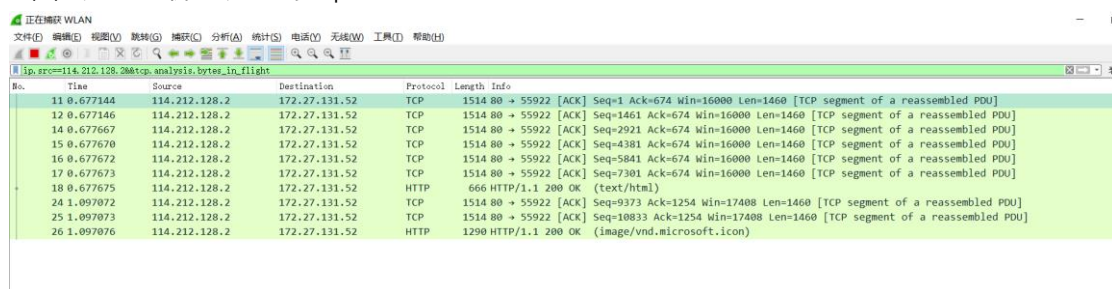 正在捕获 WLAN
文件(F) 编辑(E) 视图(V) 跳转(G) 捕获(C) 分析(A) 统计(S) 电话(Y) 无线(W) 工具(T) 帮助(H)
ip.src==114.212.128.2&&tcp.analysis.bytes_in_flight
No. Time Source Destination Protocol Length Info
11 0.677144 114.212.128.2 172.27.131.52 TCP 1514 80 → 55922 [ACK] Seq=1 Ack=674 Win=16000 Len=1460 [TCP segment of a reassembled PDU]
12 0.677146 114.212.128.2 172.27.131.52 TCP 1514 80 → 55922 [ACK] Seq=1461 Ack=674 Win=16000 Len=1460 [TCP segment of a reassembled PDU]
14 0.677667 114.212.128.2 172.27.131.52 TCP 1514 80 → 55922 [ACK] Seq=2921 Ack=674 Win=16000 Len=1460 [TCP segment of a reassembled PDU]
15 0.677670 114.212.128.2 172.27.131.52 TCP 1514 80 → 55922 [ACK] Seq=4381 Ack=674 Win=16000 Len=1460 [TCP segment of a reassembled PDU]
16 0.677672 114.212.128.2 172.27.131.52 TCP 1514 80 → 55922 [ACK] Seq=5841 Ack=674 Win=16000 Len=1460 [TCP segment of a reassembled PDU]
17 0.677673 114.212.128.2 172.27.131.52 TCP 1514 80 → 55922 [ACK] Seq=7301 Ack=674 Win=16000 Len=1460 [TCP segment of a reassembled PDU]
18 0.677675 114.212.128.2 172.27.131.52 HTTP 666 HTTP/1.1 200 OK (text/html)
24 1.097072 114.212.128.2 172.27.131.52 TCP 1514 80 → 55922 [ACK] Seq=9373 Ack=1254 Win=17408 Len=1460 [TCP segment of a reassembled PDU]
25 1.097073 114.212.128.2 172.27.131.52 TCP 1514 80 → 55922 [ACK] Seq=10833 Ack=1254 Win=17408 Len=1460 [TCP segment of a reassembled PDU]
26 1.097076 114.212.128.2 172.27.131.52 HTTP 1290 HTTP/1.1 200 OK (image/vnd.microsoft.icon)